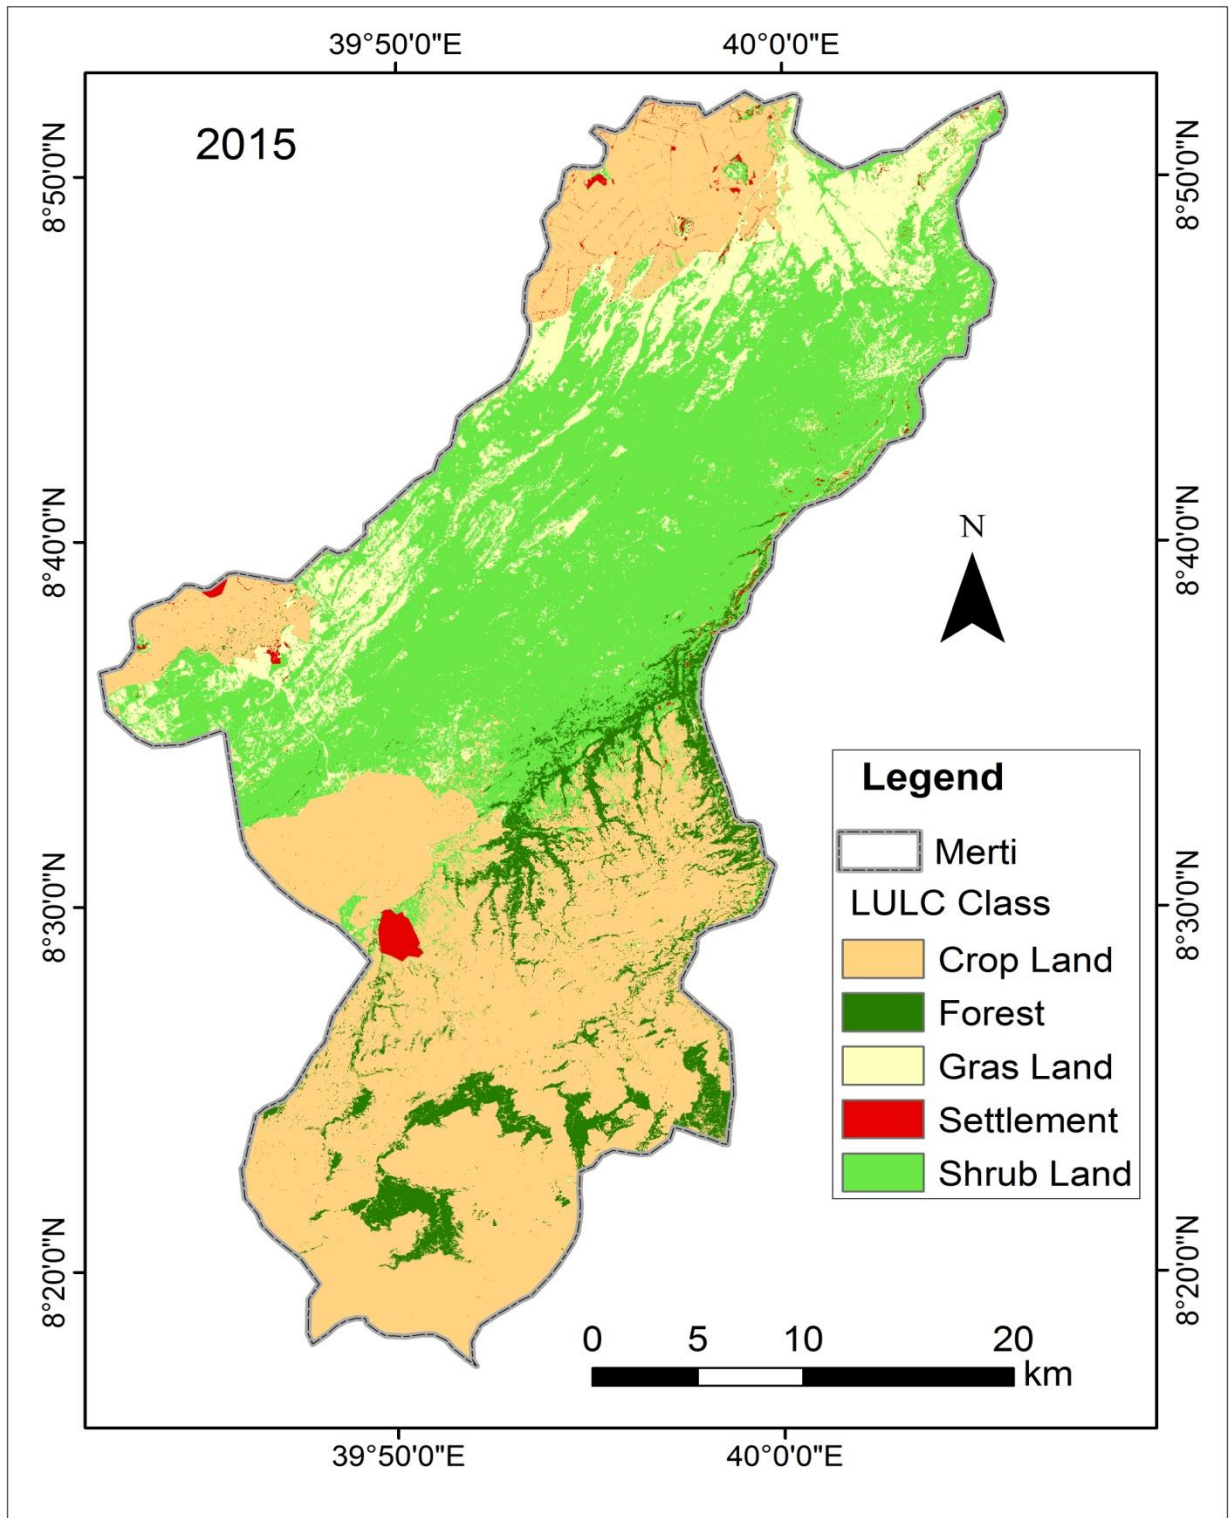 39°50'0"E 40°0'0"E
2015
8°50'0"N 8°50'0"N
8°40'0"N 8°40'0"N
N
Legend
Merti
LULC Class
Crop Land
Forest
Gras Land
Settlement
Shrub Land
8°30'0"N 8°30'0"N
8°20'0"N 8°20'0"N
0 5 10 20
km
39°50'0"E 40°0'0"E